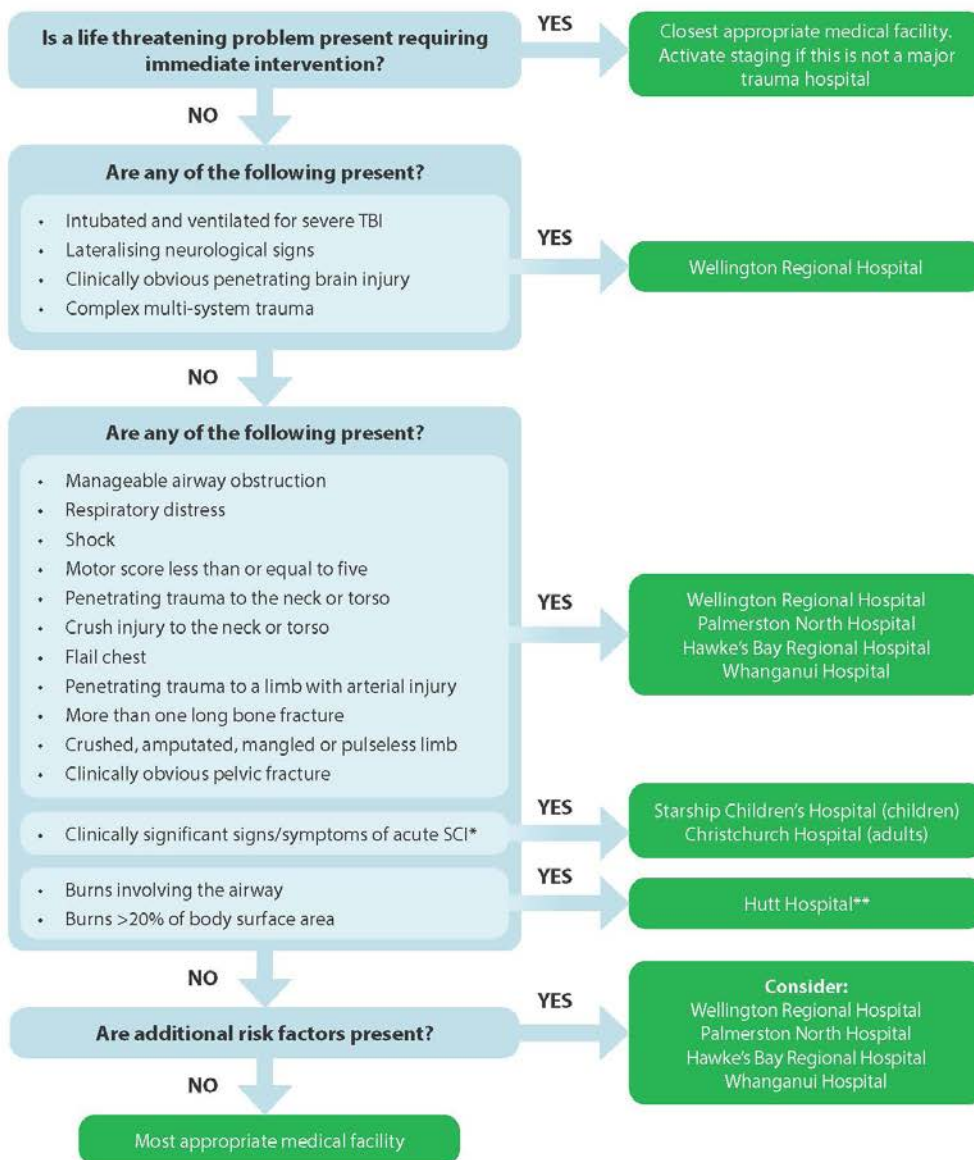 Is a life threatening problem present requiring
immediate intervention?
YES
Closest appropriate medical facility.
Activate staging if this is not a major
trauma hospital
NO
Are any of the following present?
• Intubated and ventilated for severe TBI
• Lateralising neurological signs
• Clinically obvious penetrating brain injury
• Complex multi-system trauma
YES
Wellington Regional Hospital
NO
Are any of the following present?
• Manageable airway obstruction
• Respiratory distress
• Shock
• Motor score less than or equal to five
• Penetrating trauma to the neck or torso
• Crush injury to the neck or torso
• Flail chest
• Penetrating trauma to a limb with arterial injury
• More than one long bone fracture
• Crushed, amputated, mangled or pulseless limb
• Clinically obvious pelvic fracture
YES
Wellington Regional Hospital
Palmerston North Hospital
Hawke's Bay Regional Hospital
Whanganui Hospital
• Clinically significant signs/symptoms of acute SCI*
YES
Starship Children's Hospital (children)
Christchurch Hospital (adults)
• Burns involving the airway
• Burns >20% of body surface area
YES
Hutt Hospital**
NO
Are additional risk factors present?
YES
Consider:
Wellington Regional Hospital
Palmerston North Hospital
Hawke's Bay Regional Hospital
Whanganui Hospital
NO
Most appropriate medical facility